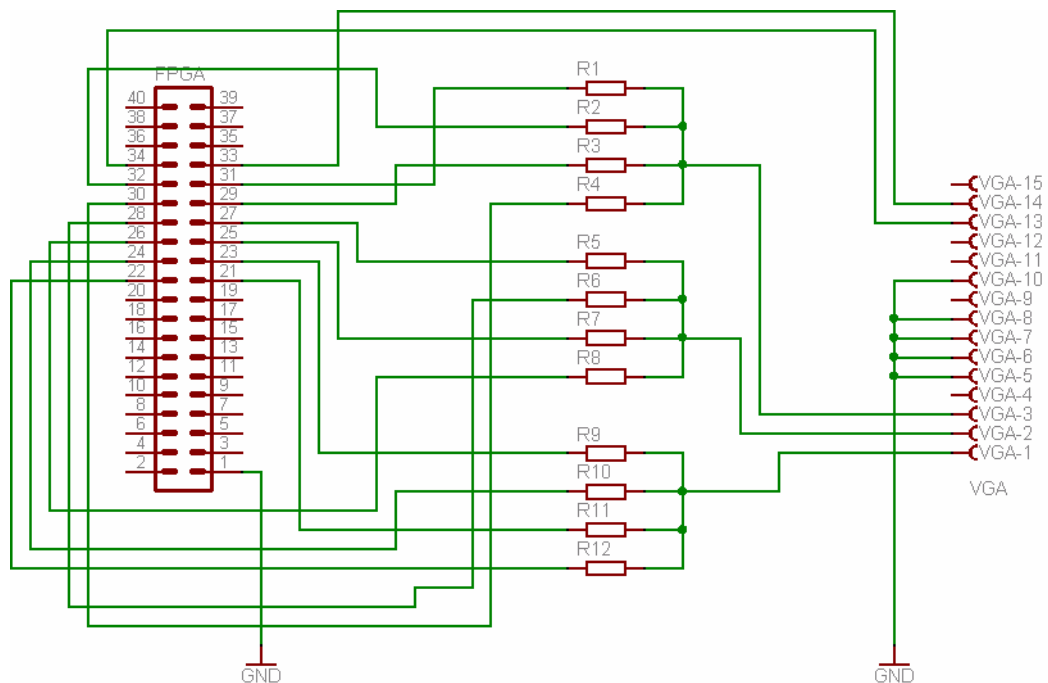 FPGA
40 39
38 37
36 35
34 33
32 31
30 29
28 27
26 25
24 23
22 21
20 19
18 17
16 15
14 13
12 11
10 9
8 7
6 5
4 3
2 1
GND
R1
R2
R3
R4
R5
R6
R7
R8
R9
R10
R11
R12
VGA-15
VGA-14
VGA-13
VGA-12
VGA-11
VGA-10
VGA-9
VGA-8
VGA-7
VGA-6
VGA-5
VGA-4
VGA-3
VGA-2
VGA-1
VGA
GND